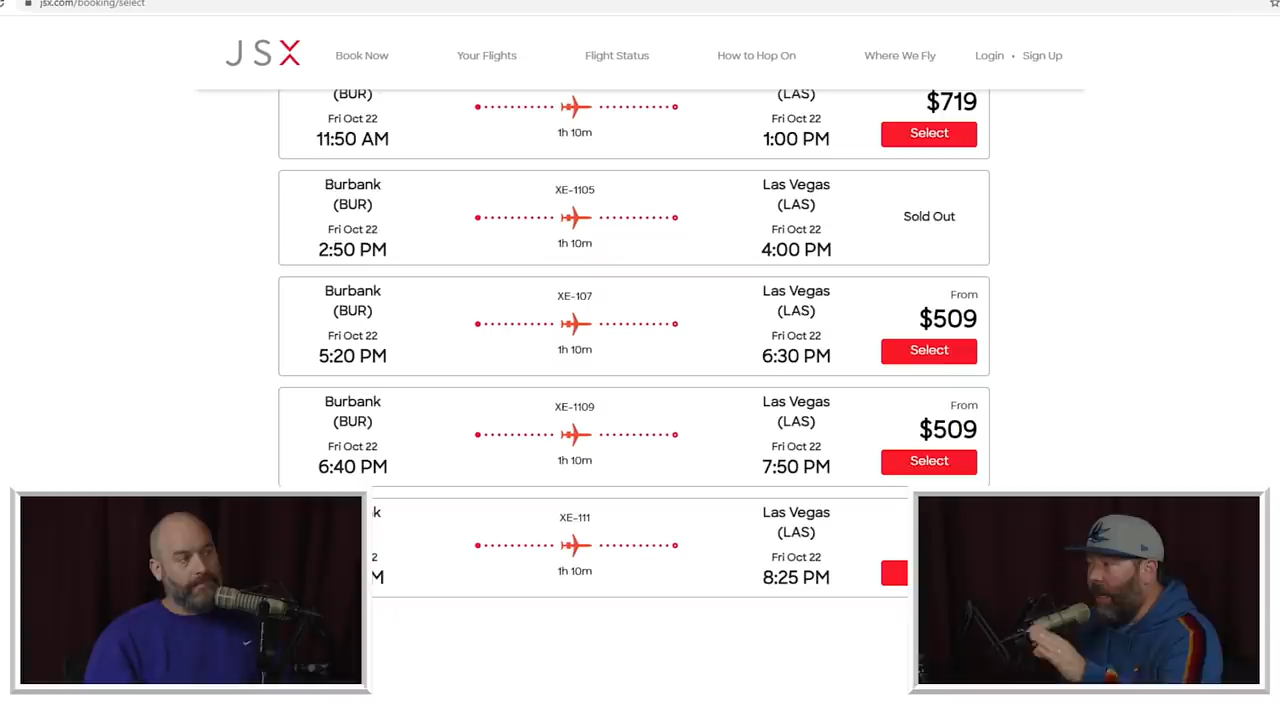 jsx.com/booking/select
JSX
Book Now
Your Flights
Flight Status
How to Hop On
Where We Fly
Login • Sign Up
(BUR)
Fri Oct 22
11:50 AM
1h 10m
(LAS)
Fri Oct 22
1:00 PM
$719
Select
Burbank
(BUR)
Fri Oct 22
2:50 PM
XE-1105
1h 10m
Las Vegas
(LAS)
Fri Oct 22
4:00 PM
Sold Out
Burbank
(BUR)
Fri Oct 22
5:20 PM
XE-107
1h 10m
Las Vegas
(LAS)
Fri Oct 22
6:30 PM
From
$509
Select
Burbank
(BUR)
Fri Oct 22
6:40 PM
XE-1109
1h 10m
Las Vegas
(LAS)
Fri Oct 22
7:50 PM
From
$509
Select
k
2
M
XE-111
1h 10m
Las Vegas
(LAS)
Fri Oct 22
8:25 PM